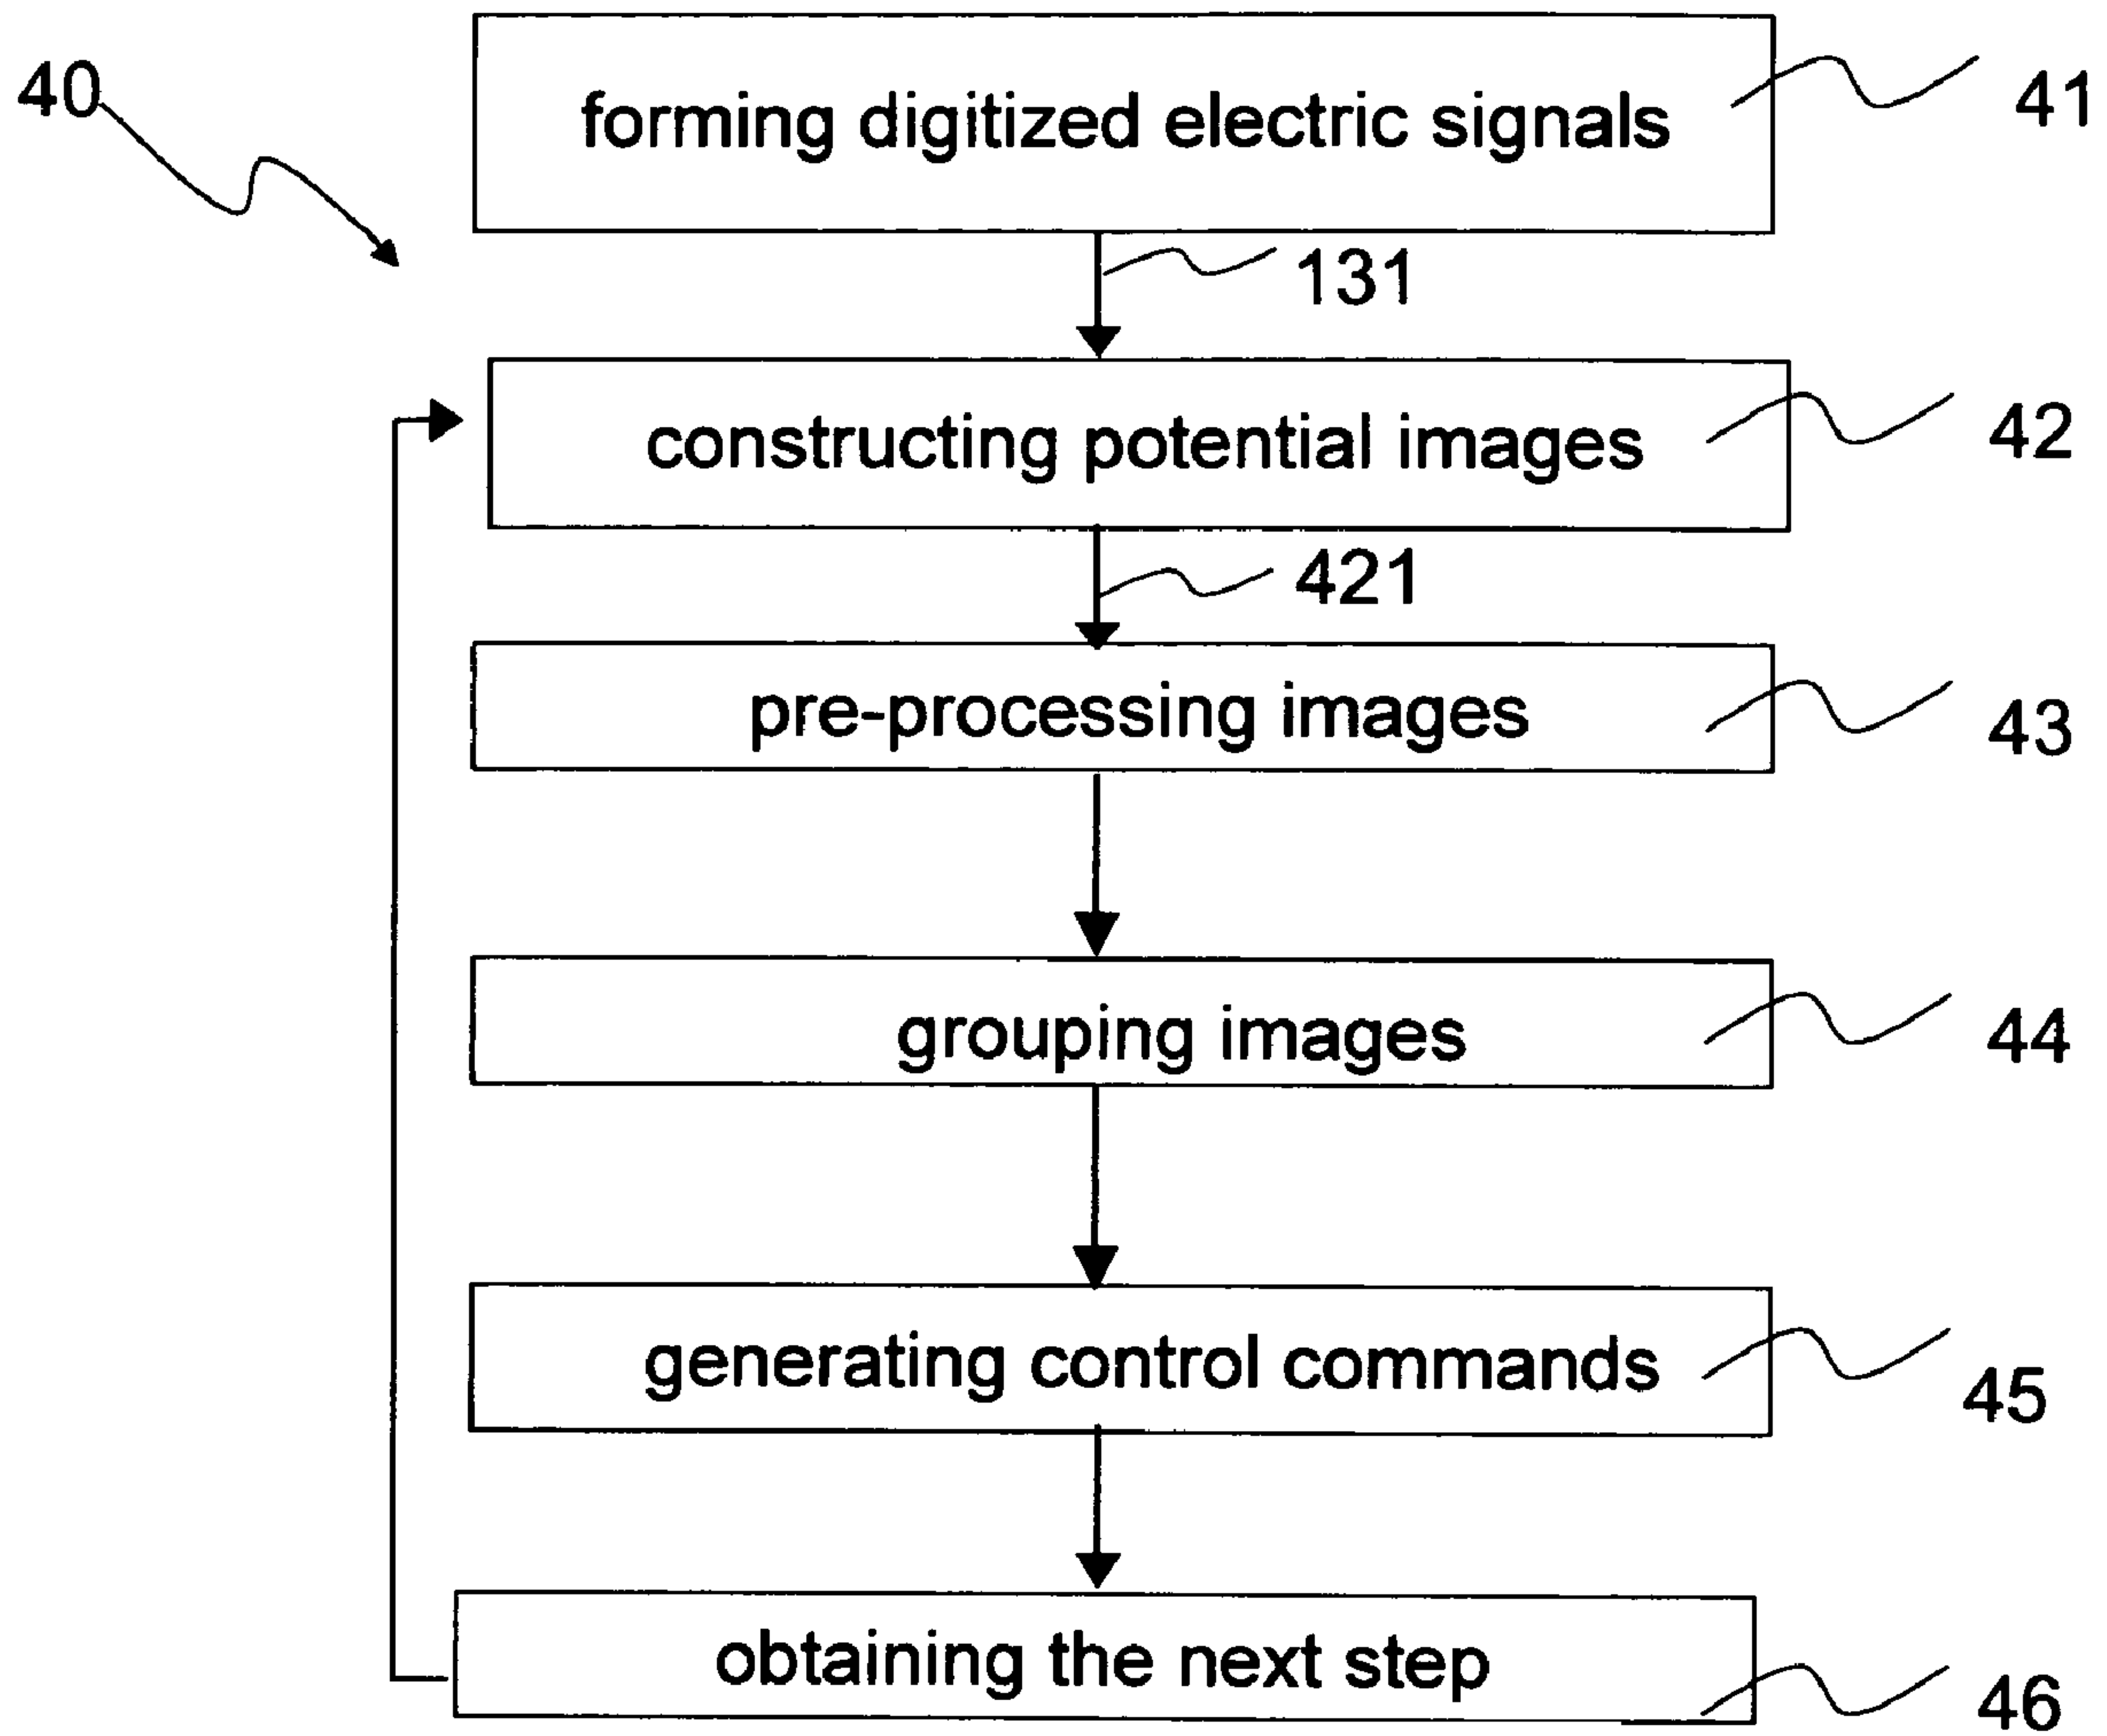 40
forming digitized electric signals
41
131
constructing potential images
42
421
pre-processing images
43
grouping images
44
generating control commands
45
obtaining the next step
46